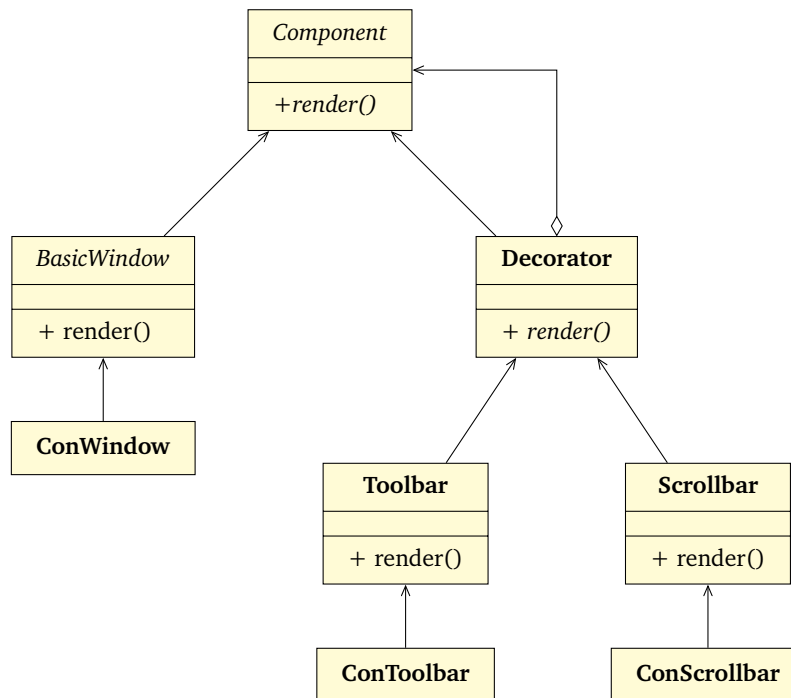 Component
+render()
BasicWindow
+ render()
Decorator
+ render()
ConWindow
Toolbar
+ render()
Scrollbar
+ render()
ConToolbar
ConScrollbar